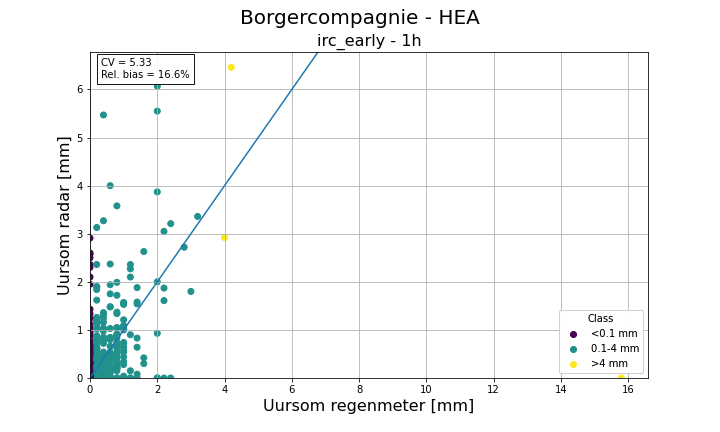 Borgercompagnie - HEA
irc_early - 1h
CV = 5.33
Rel. bias = 16.6%
Uursom radar [mm]
6
5
4
3
2
1
0
Class
<0.1 mm
0.1-4 mm
>4 mm
0 2 4 6 8 10 12 14 16
Uursom regenmeter [mm]